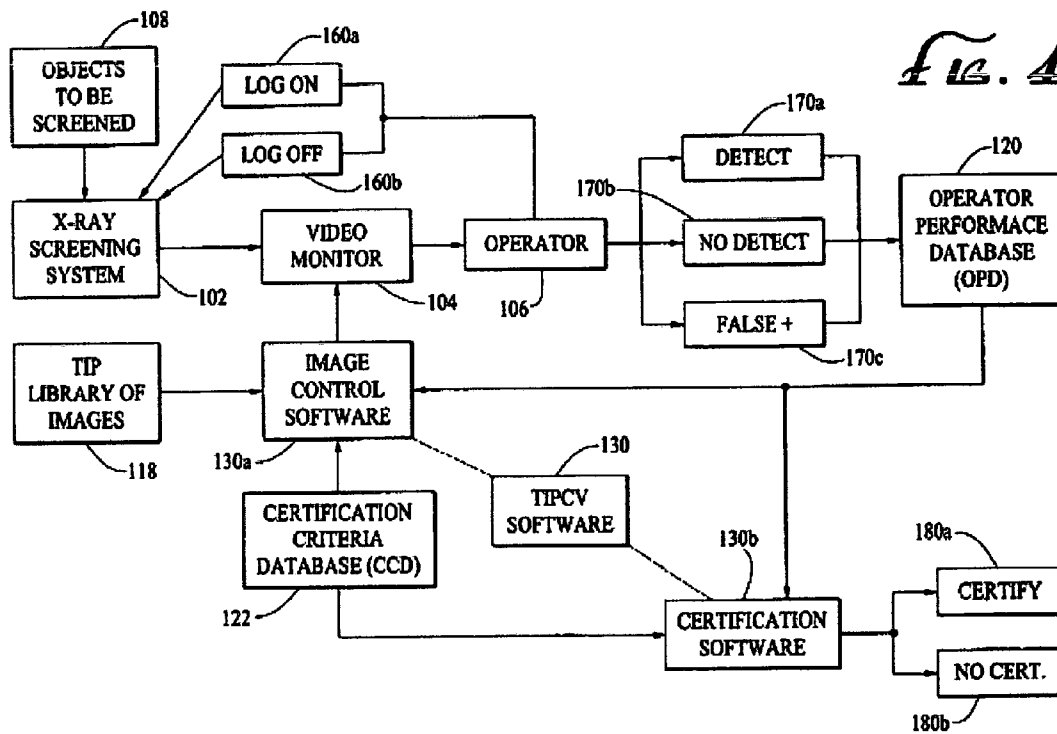 108
OBJECTS
TO BE
SCREENED
160a
LOG ON
LOG OFF
160b
FIG. 4
170a
DETECT
170b
NO DETECT
FALSE +
170c
120
OPERATOR
PERFORMACE
DATABASE
(OPD)
X-RAY
SCREENING
SYSTEM
102
VIDEO
MONITOR
104
OPERATOR
106
TIP
LIBRARY OF
IMAGES
118
IMAGE
CONTROL
SOFTWARE
130a
130
TIPCV
SOFTWARE
CERTIFICATION
CRITERIA
DATABASE (CCD)
122
130b
CERTIFICATION
SOFTWARE
180a
CERTIFY
NO CERT.
180b